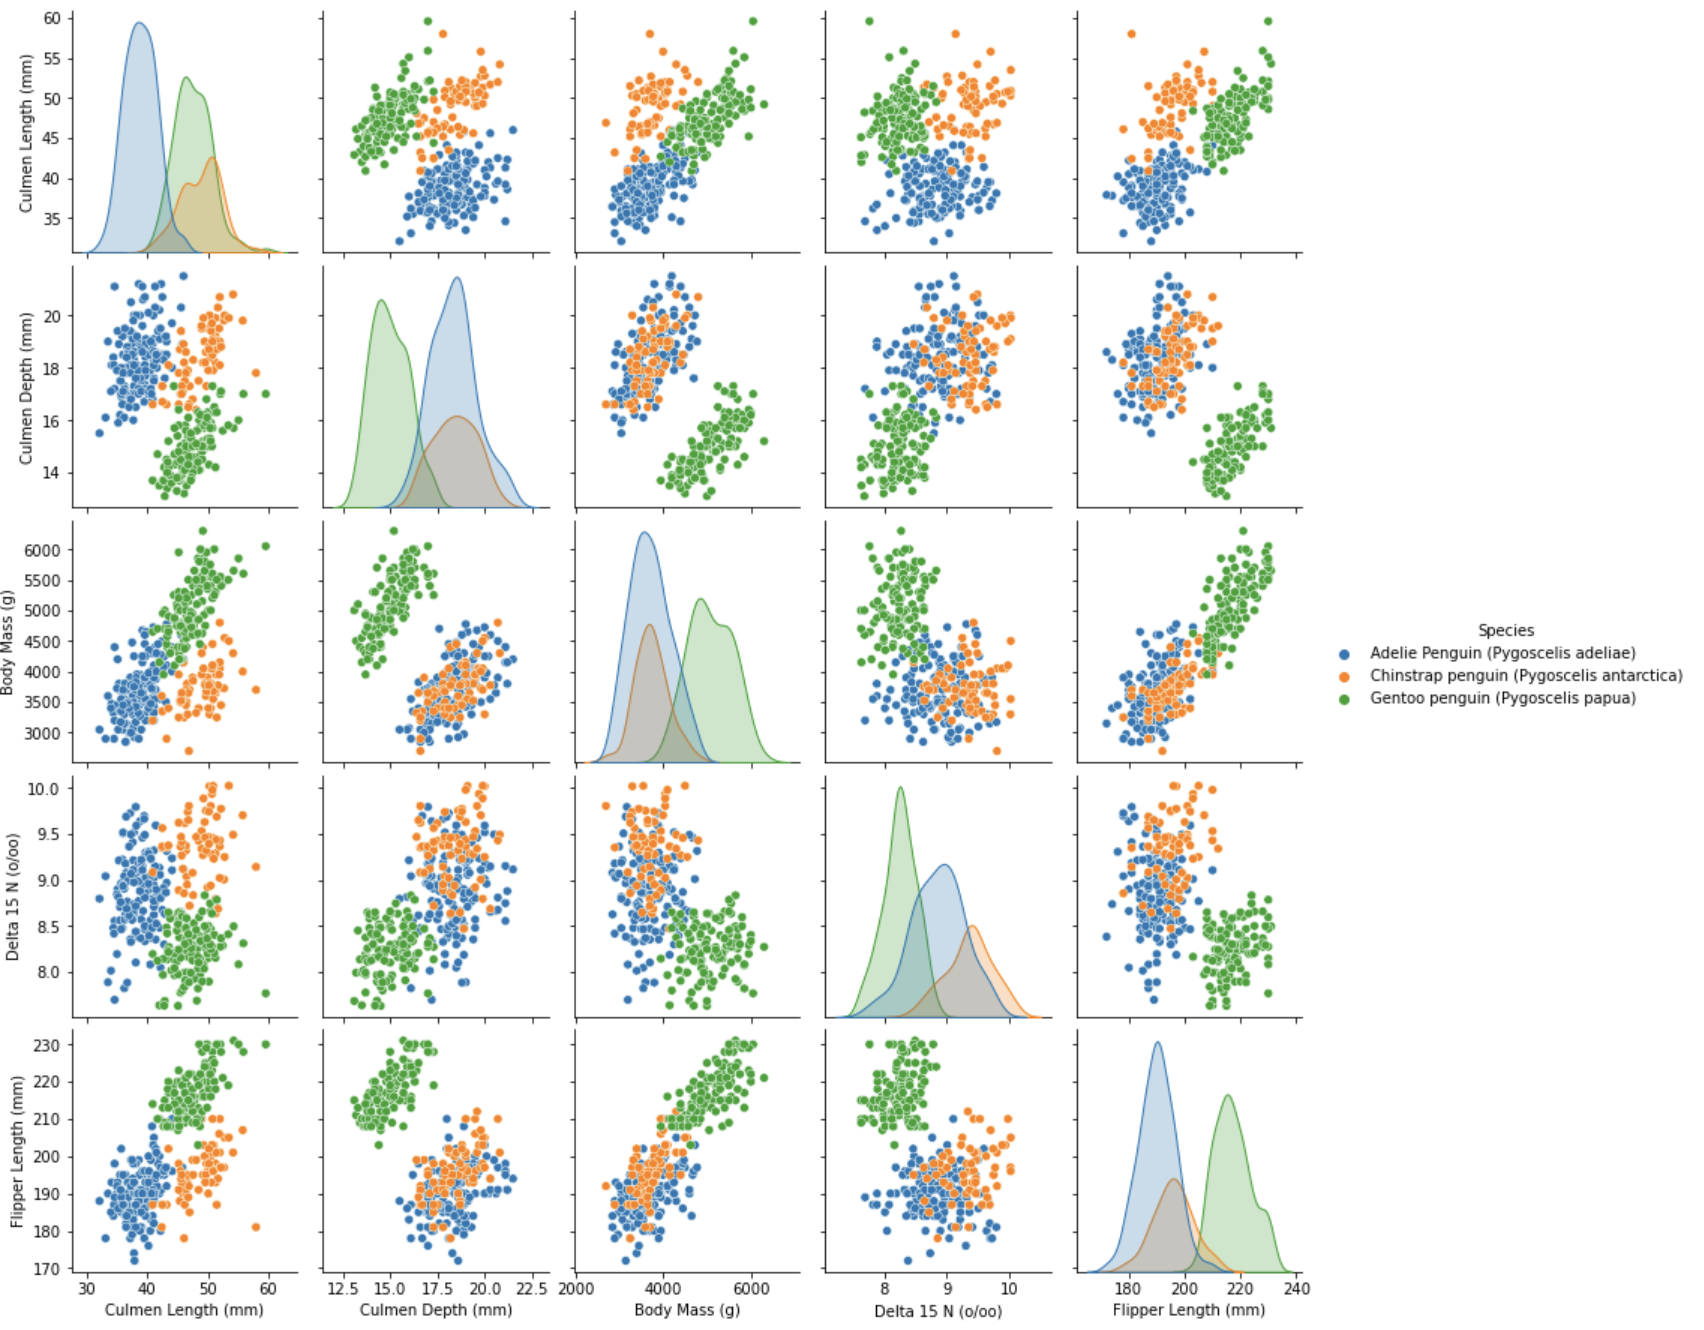 60
55
50
45
40
35
Culmen Length (mm)
20
18
16
14
Culmen Depth (mm)
6000
5500
5000
4500
4000
3500
3000
Body Mass (g)
Species
Adelie Penguin (Pygoscelis adeliae)
Chinstrap penguin (Pygoscelis antarctica)
Gentoo penguin (Pygoscelis papua)
10.0
9.5
9.0
8.5
8.0
Delta 15 N (o/oo)
230
220
210
200
190
180
170
Flipper Length (mm)
30 40 50 60
12.5 15.0 17.5 20.0 22.5
2000 4000 6000
8 9 10
180 200 220 240
Culmen Length (mm)
Culmen Depth (mm)
Body Mass (g)
Delta 15 N (o/oo)
Flipper Length (mm)